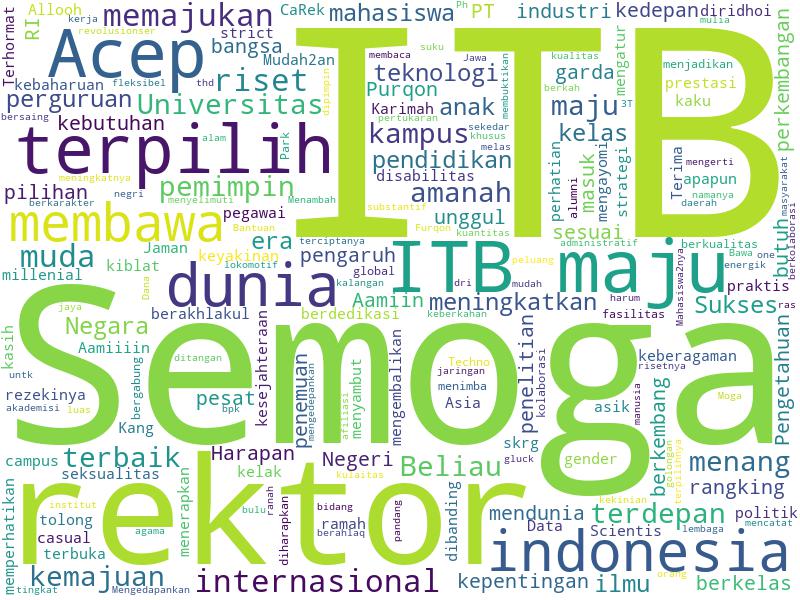 Terhormat
Allooh
kerja
revolusionser
RI
memajukan
CaRek
mahasiswa
Ph
PT
industri
kedepan
diridhoi
mulia
Acep
strict
bangsa
Mudah2an
membaca
suku
Jawa
kualitas
berkah
garda
mengatur
menjadikan
prestasi
kaku
3T
perkembangan
ITB
kebaharuan
fleksibel
thd
riset
dipimpin
teknologi
Purqon
membuktikan
perguruan
Universitas
Karimah
anak
maju
bersaing
kebutuhan
pertukaran
sekedar
khusus
melas
kampus
kelas
terpilih
alam
Park
pendidikan
perhatian
alumni
masuk
mengayomi
strategi
Terima
mengerti
apapun
namanya
daerah
masyarakat
meningkatnya
disabilitas
pilihan
negri
berkarakter
pemimpin
menyelimuti
Menambah
amanah
substantif
Furqon
kuantitas
unggul
membawa
pegawai
Bantuan
sesuai
butuh
berkolaborasi
era
terciptanya
administratif
berkualitas
Bawa
one
energik
muda
Jaman
keyakinan
pengaruh
ITB
peluang
maju
millenial
kiblat
lokomotif
global
kalangan
dri
mudah
praktis
Dana
dunia
Aamiin
meningkatkan
harum
fasilitas
Mahasiswa2nya
Sukses
ras
jaya
berakhlakul
berdedikasi
keberkahan
kasih
Negara
Aamiiiin
kesejahteraan
Semoga
ditangan
bergabung
penemuan
mengedepankan
afiliasi
menyambut
mengembalikan
Techno
jaringan
menimba
Asia
penelitian
kolaborasi
keberagaman
risetnya
manusia
Moga
Pengetahuan
untk
rezekinya
akademisi
luas
pesat
bpk
Kang
asik
berkembang
skrg
gluck
gender
golongan
terpilihnya
campus
terbaik
Harapan
Negeri
Beliau
menang
seksualitas
kelak
kulaitas
rangking
memperhatikan
institut
menerapkan
rektor
ramah
diharapkan
bidang
pandang
dibanding
mendunia
kekinian
terdepan
politik
tolong
casual
agama
bulu
ramah
berahlaq
Data
Scientis
lembaga
mencatat
terbuka
indonesia
kemajuan
internasional
kepentingan
ilmu
orang
berkelas
tingkat
Mengedapankan